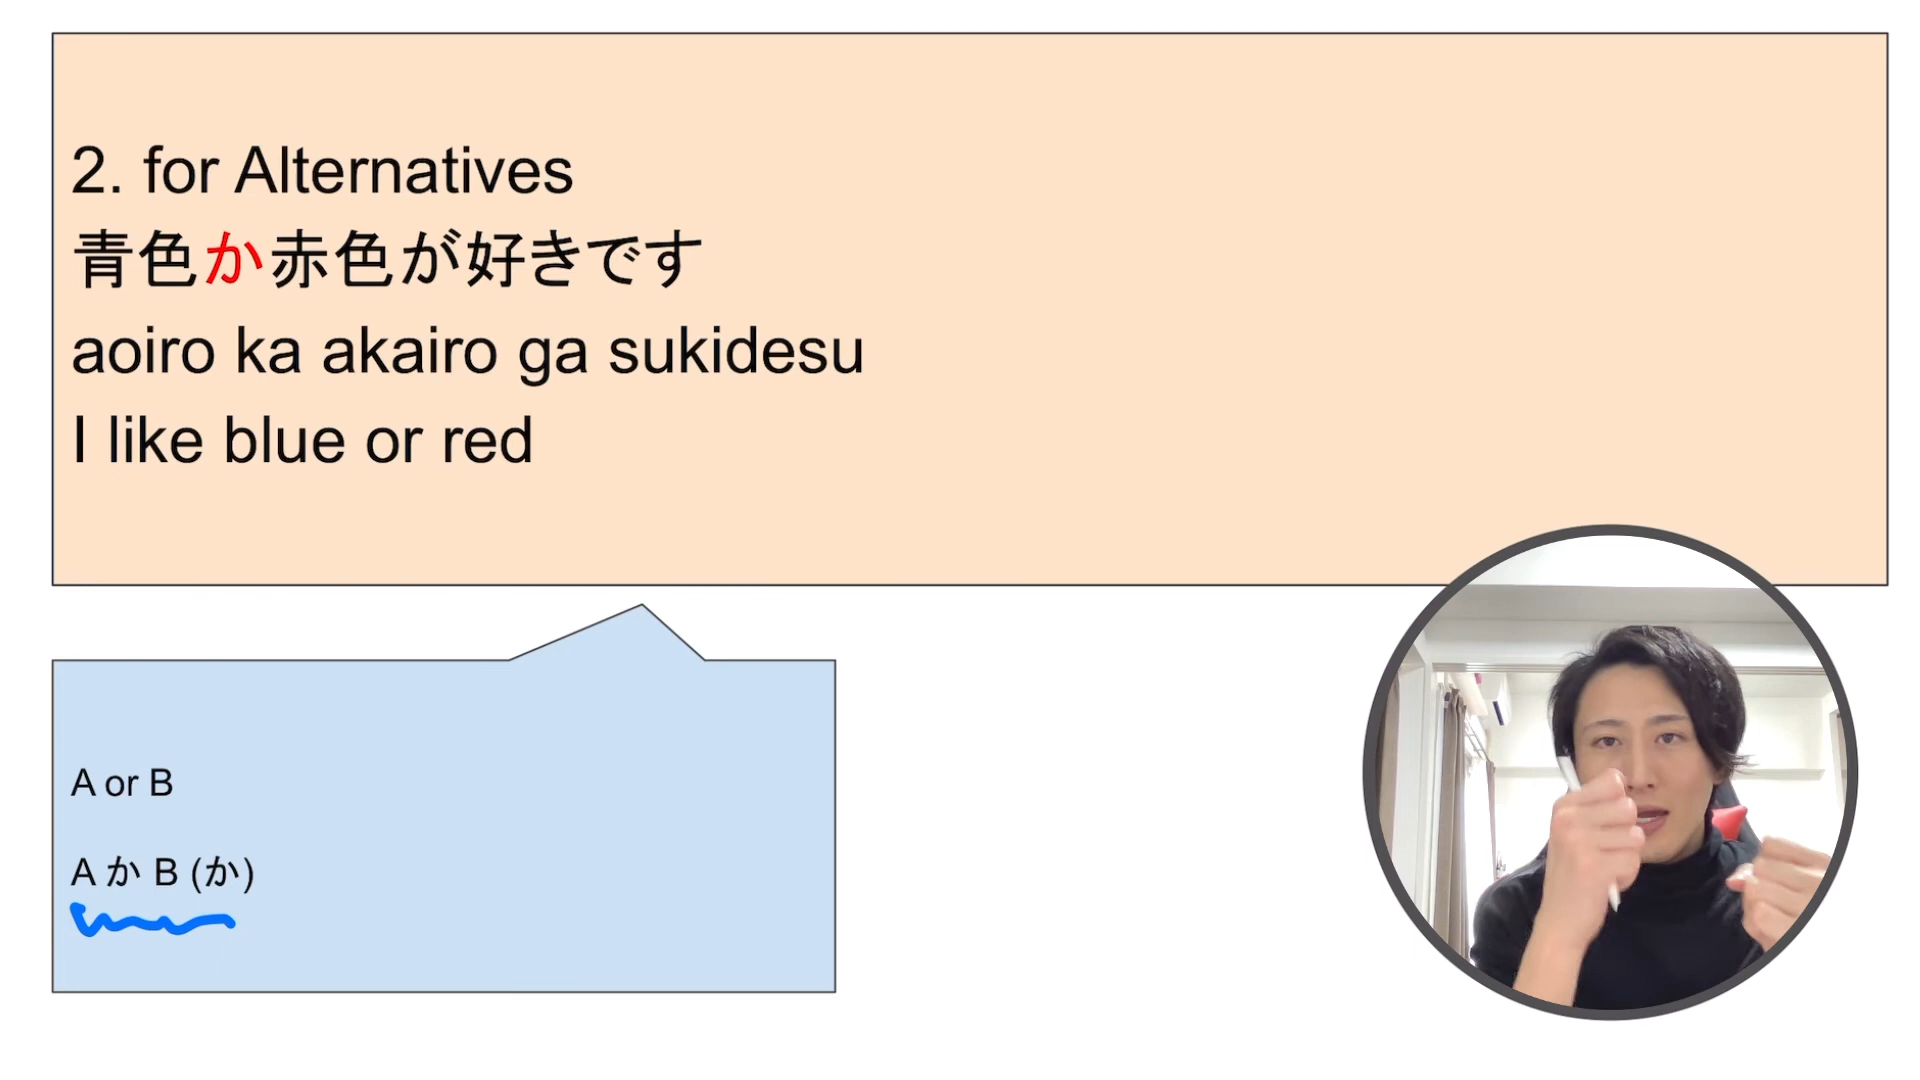 2. for Alternatives
青色か赤色が好きです
aoiro ka akairo ga sukidesu
I like blue or red
A or B
A か B (か)